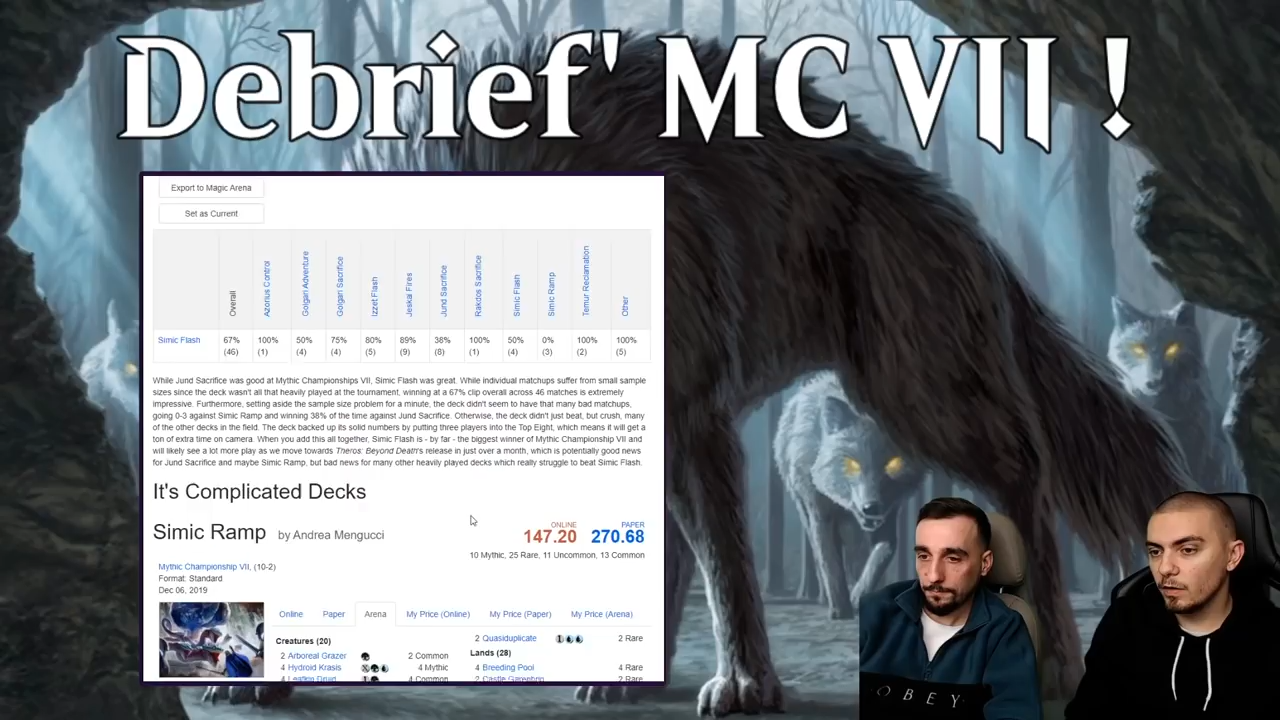 Debrief' MC VII !
Export to Magic Arena
Set as Current
Overall
Azorius Control
Golgari Adventure
Golgari Sacrifice
Izzet Flash
Jeskai Fires
Jund Sacrifice
Rakdos Sacrifice
Simic Flash
Simic Ramp
Temur Reclamation
Other
Simic Flash 67% 100% 50% 75% 80% 89% 38% 100% 50% 0% 100% 100%
(46) (1) (4) (4) (5) (9) (8) (1) (4) (3) (2) (5)
While Jund Sacrifice was good at Mythic Championships VII, Simic Flash was great. While individual matchups suffer from small sample
sizes since the deck wasn't all that heavily played at the tournament, winning at a 67% clip overall across 46 matches is extremely
impressive. Furthermore, setting aside the sample size problem for a minute, the deck didn't seem to have that many bad matchups,
going 0-3 against Simic Ramp and winning 38% of the time against Jund Sacrifice. Otherwise, the deck didn't just beat, but crush, many
of the other decks in the field. The deck backed up its solid numbers by putting three players into the Top Eight, which means it will get a
ton of extra time on camera. When you add this all together, Simic Flash is - by far - the biggest winner of Mythic Championship VII and
will likely see a lot more play as we move towards Theros: Beyond Death's release in just over a month, which is potentially good news
for Jund Sacrifice and maybe Simic Ramp, but bad news for many other heavily played decks which really struggle to beat Simic Flash.
It's Complicated Decks
Simic Ramp by Andrea Mengucci
ONLINE PAPER
147.20 270.68
10 Mythic, 25 Rare, 11 Uncommon, 13 Common
Mythic Championship VII, (10-2)
Format: Standard
Dec 06, 2019
Online Paper Arena My Price (Online) My Price (Paper) My Price (Arena)
Creatures (20)
2 Arboreal Grazer 2 Common
4 Hydroid Krasis X 4 Mythic
4 Leafkin Druid 1 4 Common
2 Quasiduplicate 1 2 Rare
Lands (28)
4 Breeding Pool 4 Rare
2 Castle Garenbrig 2 Rare
OBEY